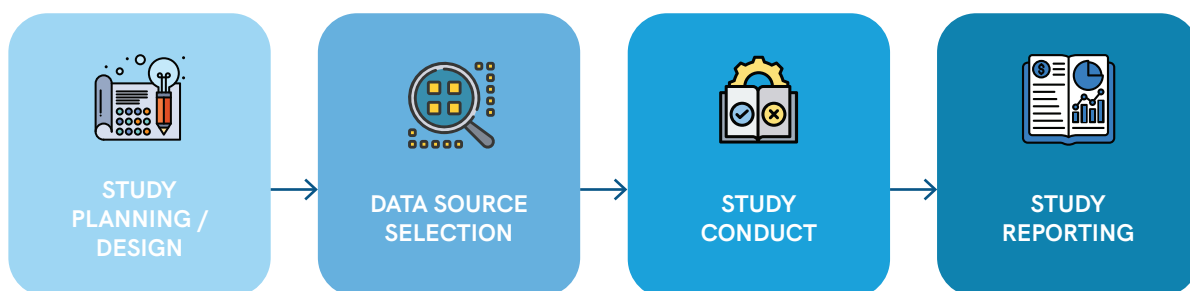 STUDY
PLANNING /
DESIGN
DATA SOURCE
SELECTION
STUDY
CONDUCT
STUDY
REPORTING